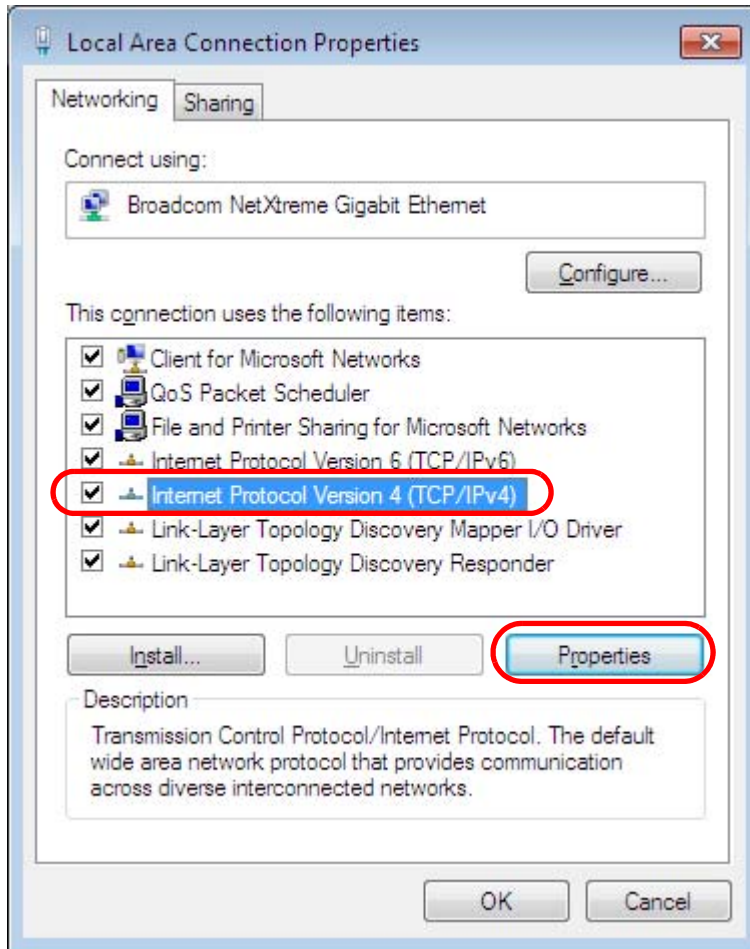 Local Area Connection Properties
Networking
Sharing
Connect using:
Broadcom NetXtreme Gigabit Ethernet
Configure...
This connection uses the following items:
Client for Microsoft Networks
QoS Packet Scheduler
File and Printer Sharing for Microsoft Networks
Internet Protocol Version 6 (TCP/IPv6)
Internet Protocol Version 4 (TCP/IPv4)
Link-Layer Topology Discovery Mapper I/O Driver
Link-Layer Topology Discovery Responder
Install...
Uninstall
Properties
Description
Transmission Control Protocol/Internet Protocol. The default
wide area network protocol that provides communication
across diverse interconnected networks.
OK
Cancel